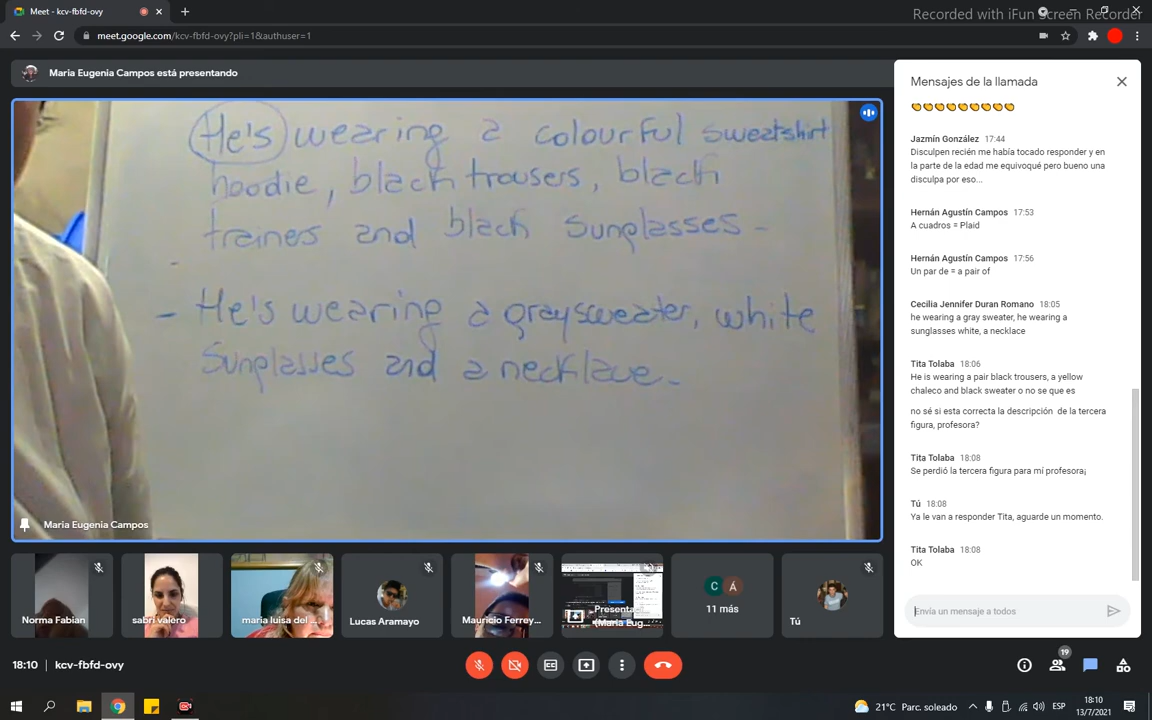 Meet - kcv-fbfd-ovy
Recorded with iFun Screen Recorder
meet.google.com/kcv-fbfd-ovy?pli=1&authuser=1
Maria Eugenia Campos está presentando
He's wearing a colourful sweatshirt
hoodie, black trousers, black
trainers and black sunglasses -
- He's wearing a gray sweater, white
sunglasses and a necklace.
Maria Eugenia Campos
Norma Fabian
sabri valero
maria luisa del ...
Lucas Aramayo
Mauricio Ferrey...
Presenta...
(Maria Eug...
C Á
11 más
Tú
18:10 | kcv-fbfd-ovy
Mensajes de la llamada
Jazmín González 17:44
Disculpen recién me había tocado responder y en
la parte de la edad me equivoqué pero bueno una
disculpa por eso...
Hernán Agustín Campos 17:53
A cuadros = Plaid
Hernán Agustín Campos 17:56
Un par de = a pair of
Cecilia Jennifer Duran Romano 18:05
he wearing a gray sweater, he wearing a
sunglasses white, a necklace
Tita Tolaba 18:06
He is wearing a pair black trousers, a yellow
chaleco and black sweater o no se que es
no sé si esta correcta la descripción de la tercera
figura, profesora?
Tita Tolaba 18:08
Se perdió la tercera figura para mí profesora¡
Tú 18:08
Ya le van a responder Tita, aguarde un momento.
Tita Tolaba 18:08
OK
Envía un mensaje a todos
19
21°C Parc. soleado
ESP
18:10
13/7/2021